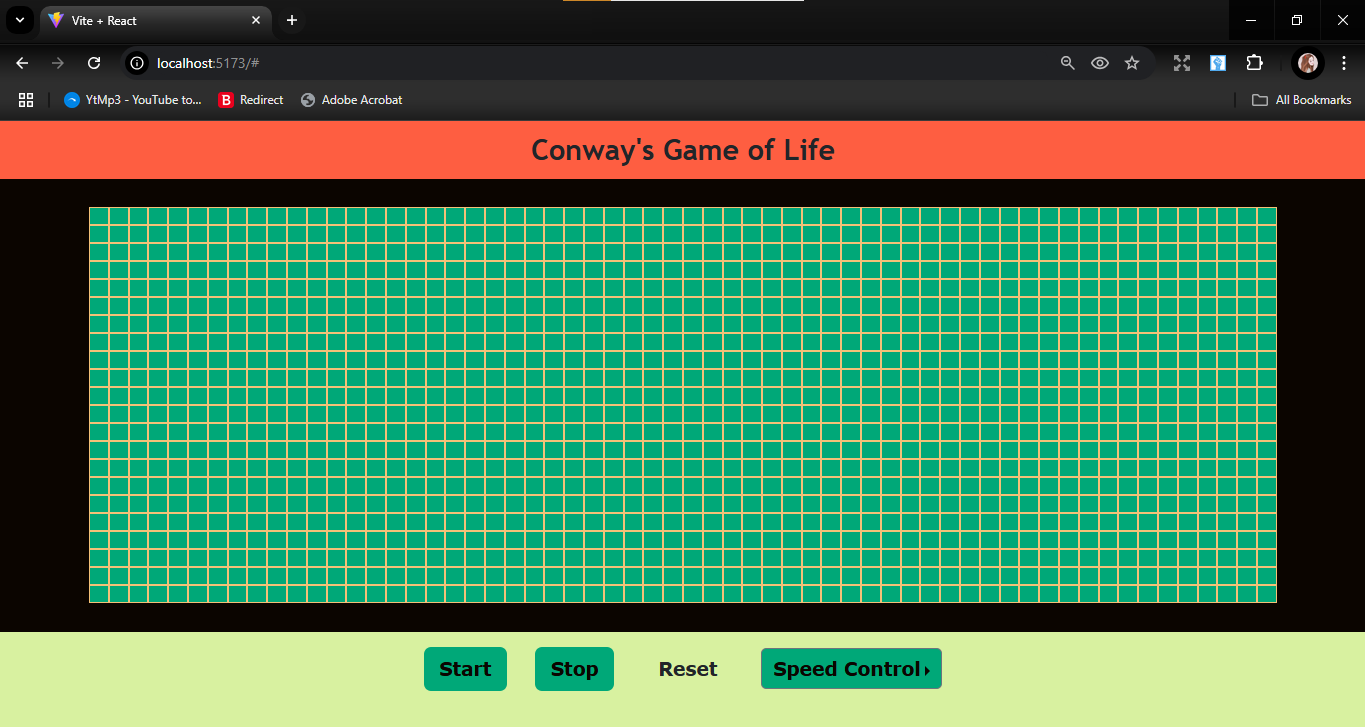 Vite + React
localhost:5173/#
YtMp3 - YouTube to... B Redirect Adobe Acrobat All Bookmarks
Conway's Game of Life
Start Stop Reset Speed Control